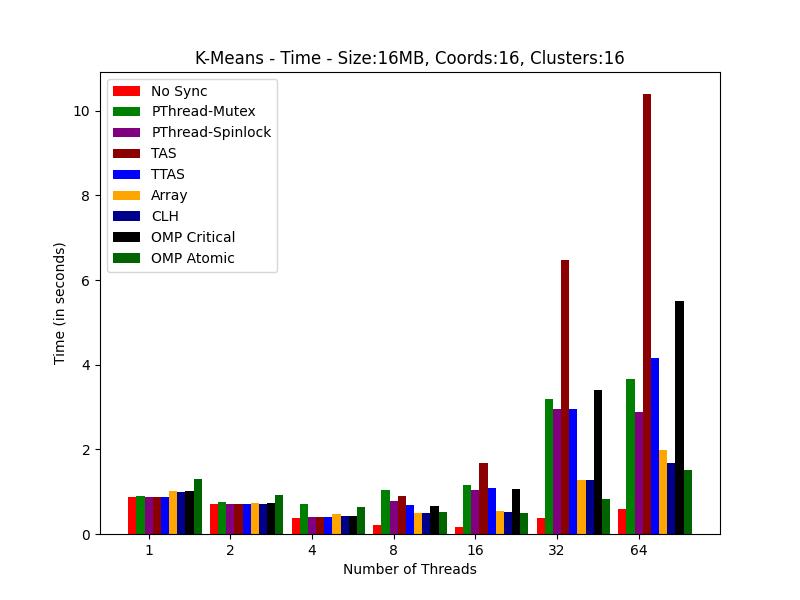 K-Means - Time - Size:16MB, Coords:16, Clusters:16
No Sync
PThread-Mutex
PThread-Spinlock
TAS
TTAS
Array
CLH
OMP Critical
OMP Atomic
Time (in seconds)
10
8
6
4
2
0
1 2 4 8 16 32 64
Number of Threads